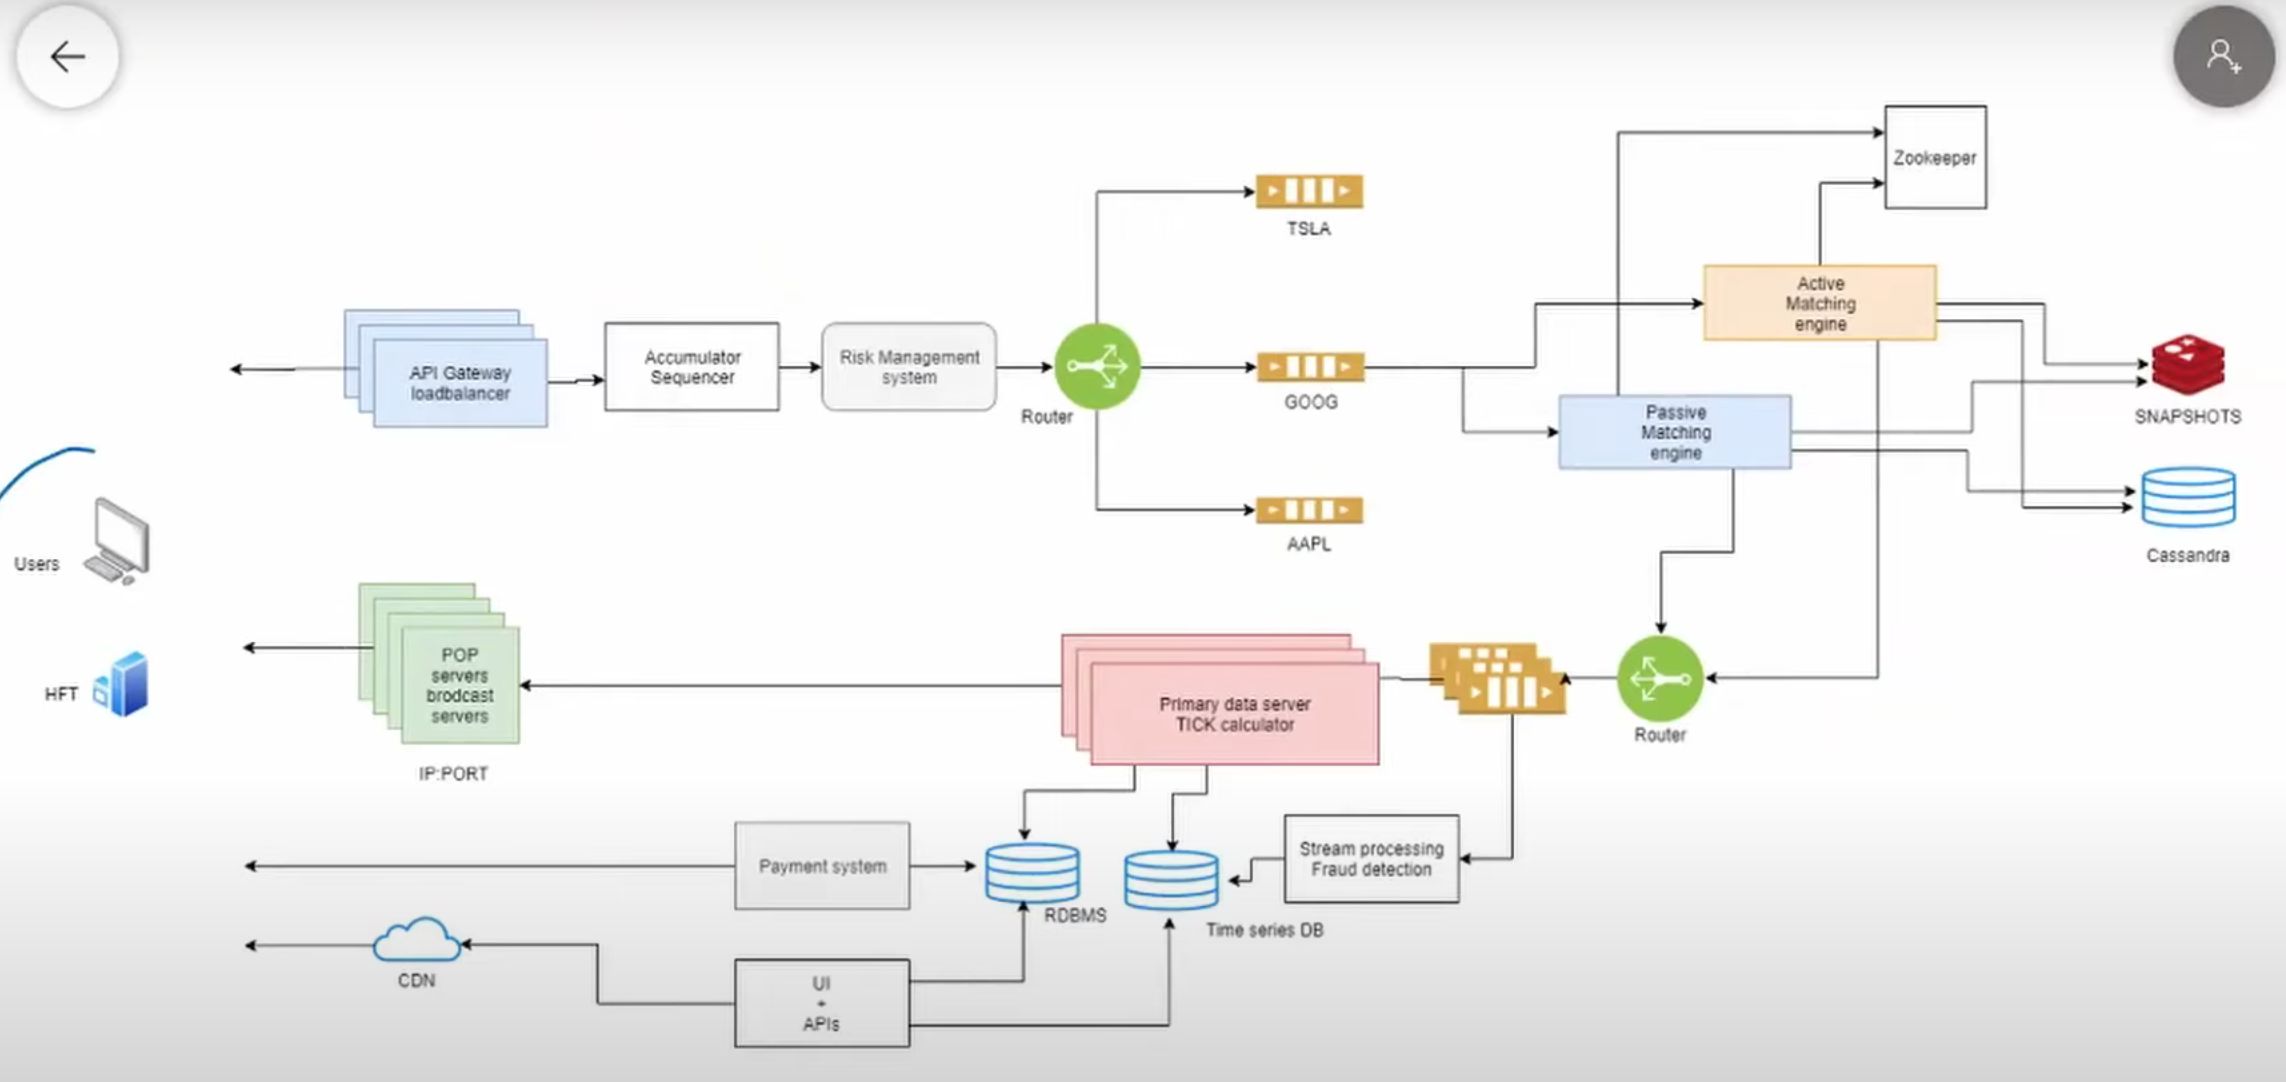 Zookeeper
TSLA
Active
Matching
engine
API Gateway
loadbalancer
Accumulator
Sequencer
Risk Management
system
Router
GOOG
Passive
Matching
engine
SNAPSHOTS
AAPL
Cassandra
Users
HFT
POP
servers
brodcast
servers
IP:PORT
Primary data server
TICK calculator
Router
Payment system
RDBMS
Stream processing
Fraud detection
Time series DB
CDN
UI
+
APIs